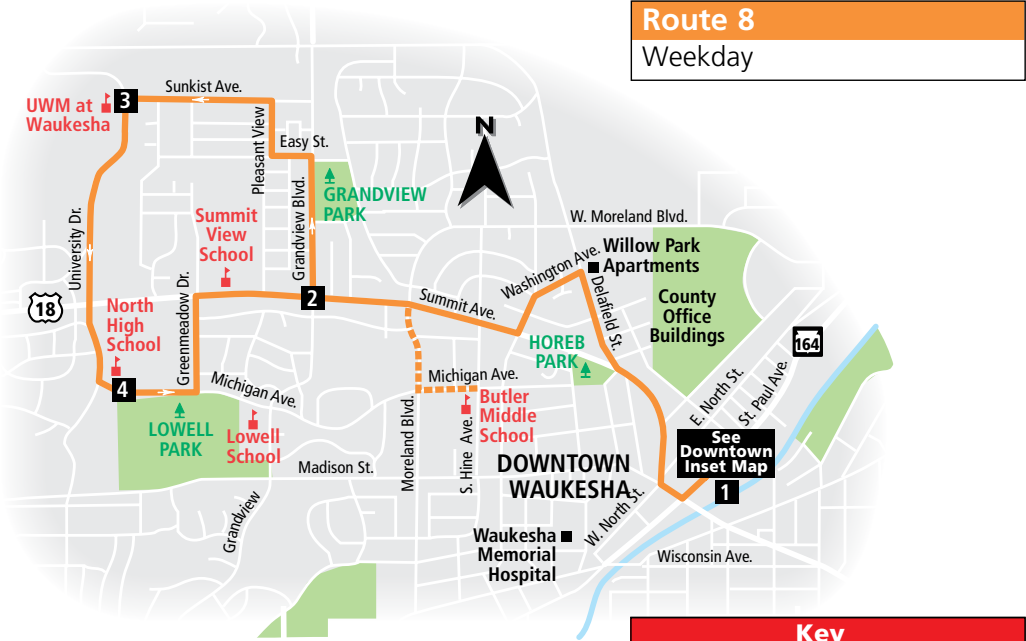 Route 8
Weekday
Sunkist Ave.
3
UWM at
Waukesha
Pleasant View
Easy St.
N
GRANDVIEW
PARK
Grandview Blvd.
Summit
View
School
University Dr.
W. Moreland Blvd.
Willow Park
Apartments
Washington Ave.
Delafield St.
County
Office
Buildings
18
North
High
School
Greenmeadow Dr.
2
Summit Ave.
HOREB
PARK
164
4
Michigan Ave.
Michigan Ave.
Butler
Middle
School
E. North St.
St. Paul Ave.
LOWELL
PARK
Lowell
School
Moreland Blvd.
S. Hine Ave.
See
Downtown
Inset Map
1
Madison St.
DOWNTOWN
WAUKESHA
Grandview
W. North St.
Waukesha
Memorial
Hospital
Wisconsin Ave.
Key